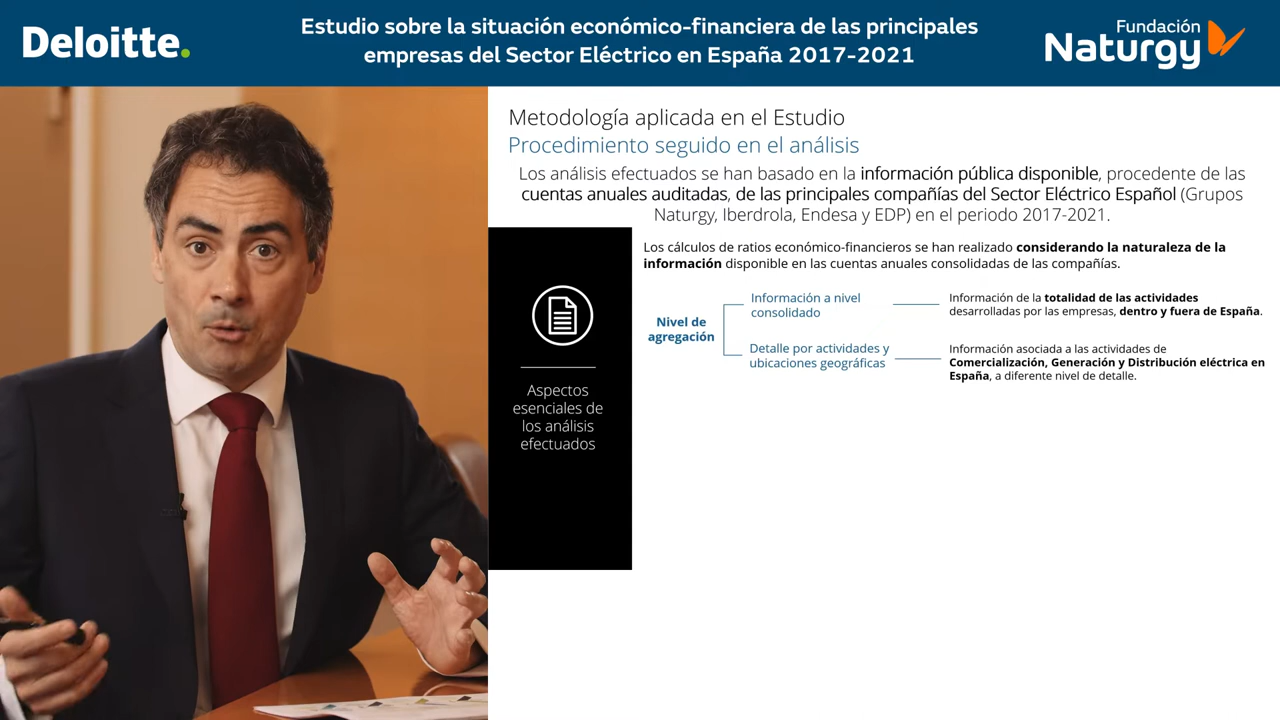 Deloitte.
Estudio sobre la situación económico-financiera de las principales
empresas del Sector Eléctrico en España 2017-2021
Fundación
Naturgy
Metodología aplicada en el Estudio
Procedimiento seguido en el análisis
Los análisis efectuados se han basado en la información pública disponible, procedente de las
cuentas anuales auditadas, de las principales compañías del Sector Eléctrico Español (Grupos
Naturgy, Iberdrola, Endesa y EDP) en el periodo 2017-2021.
Aspectos
esenciales de
los análisis
efectuados
Los cálculos de ratios económico-financieros se han realizado considerando la naturaleza de la
información disponible en las cuentas anuales consolidadas de las compañías.
Nivel de
agregación
Información a nivel
consolidado
Información de la totalidad de las actividades
desarrolladas por las empresas, dentro y fuera de España.
Detalle por actividades y
ubicaciones geográficas
Información asociada a las actividades de
Comercialización, Generación y Distribución eléctrica en
España, a diferente nivel de detalle.